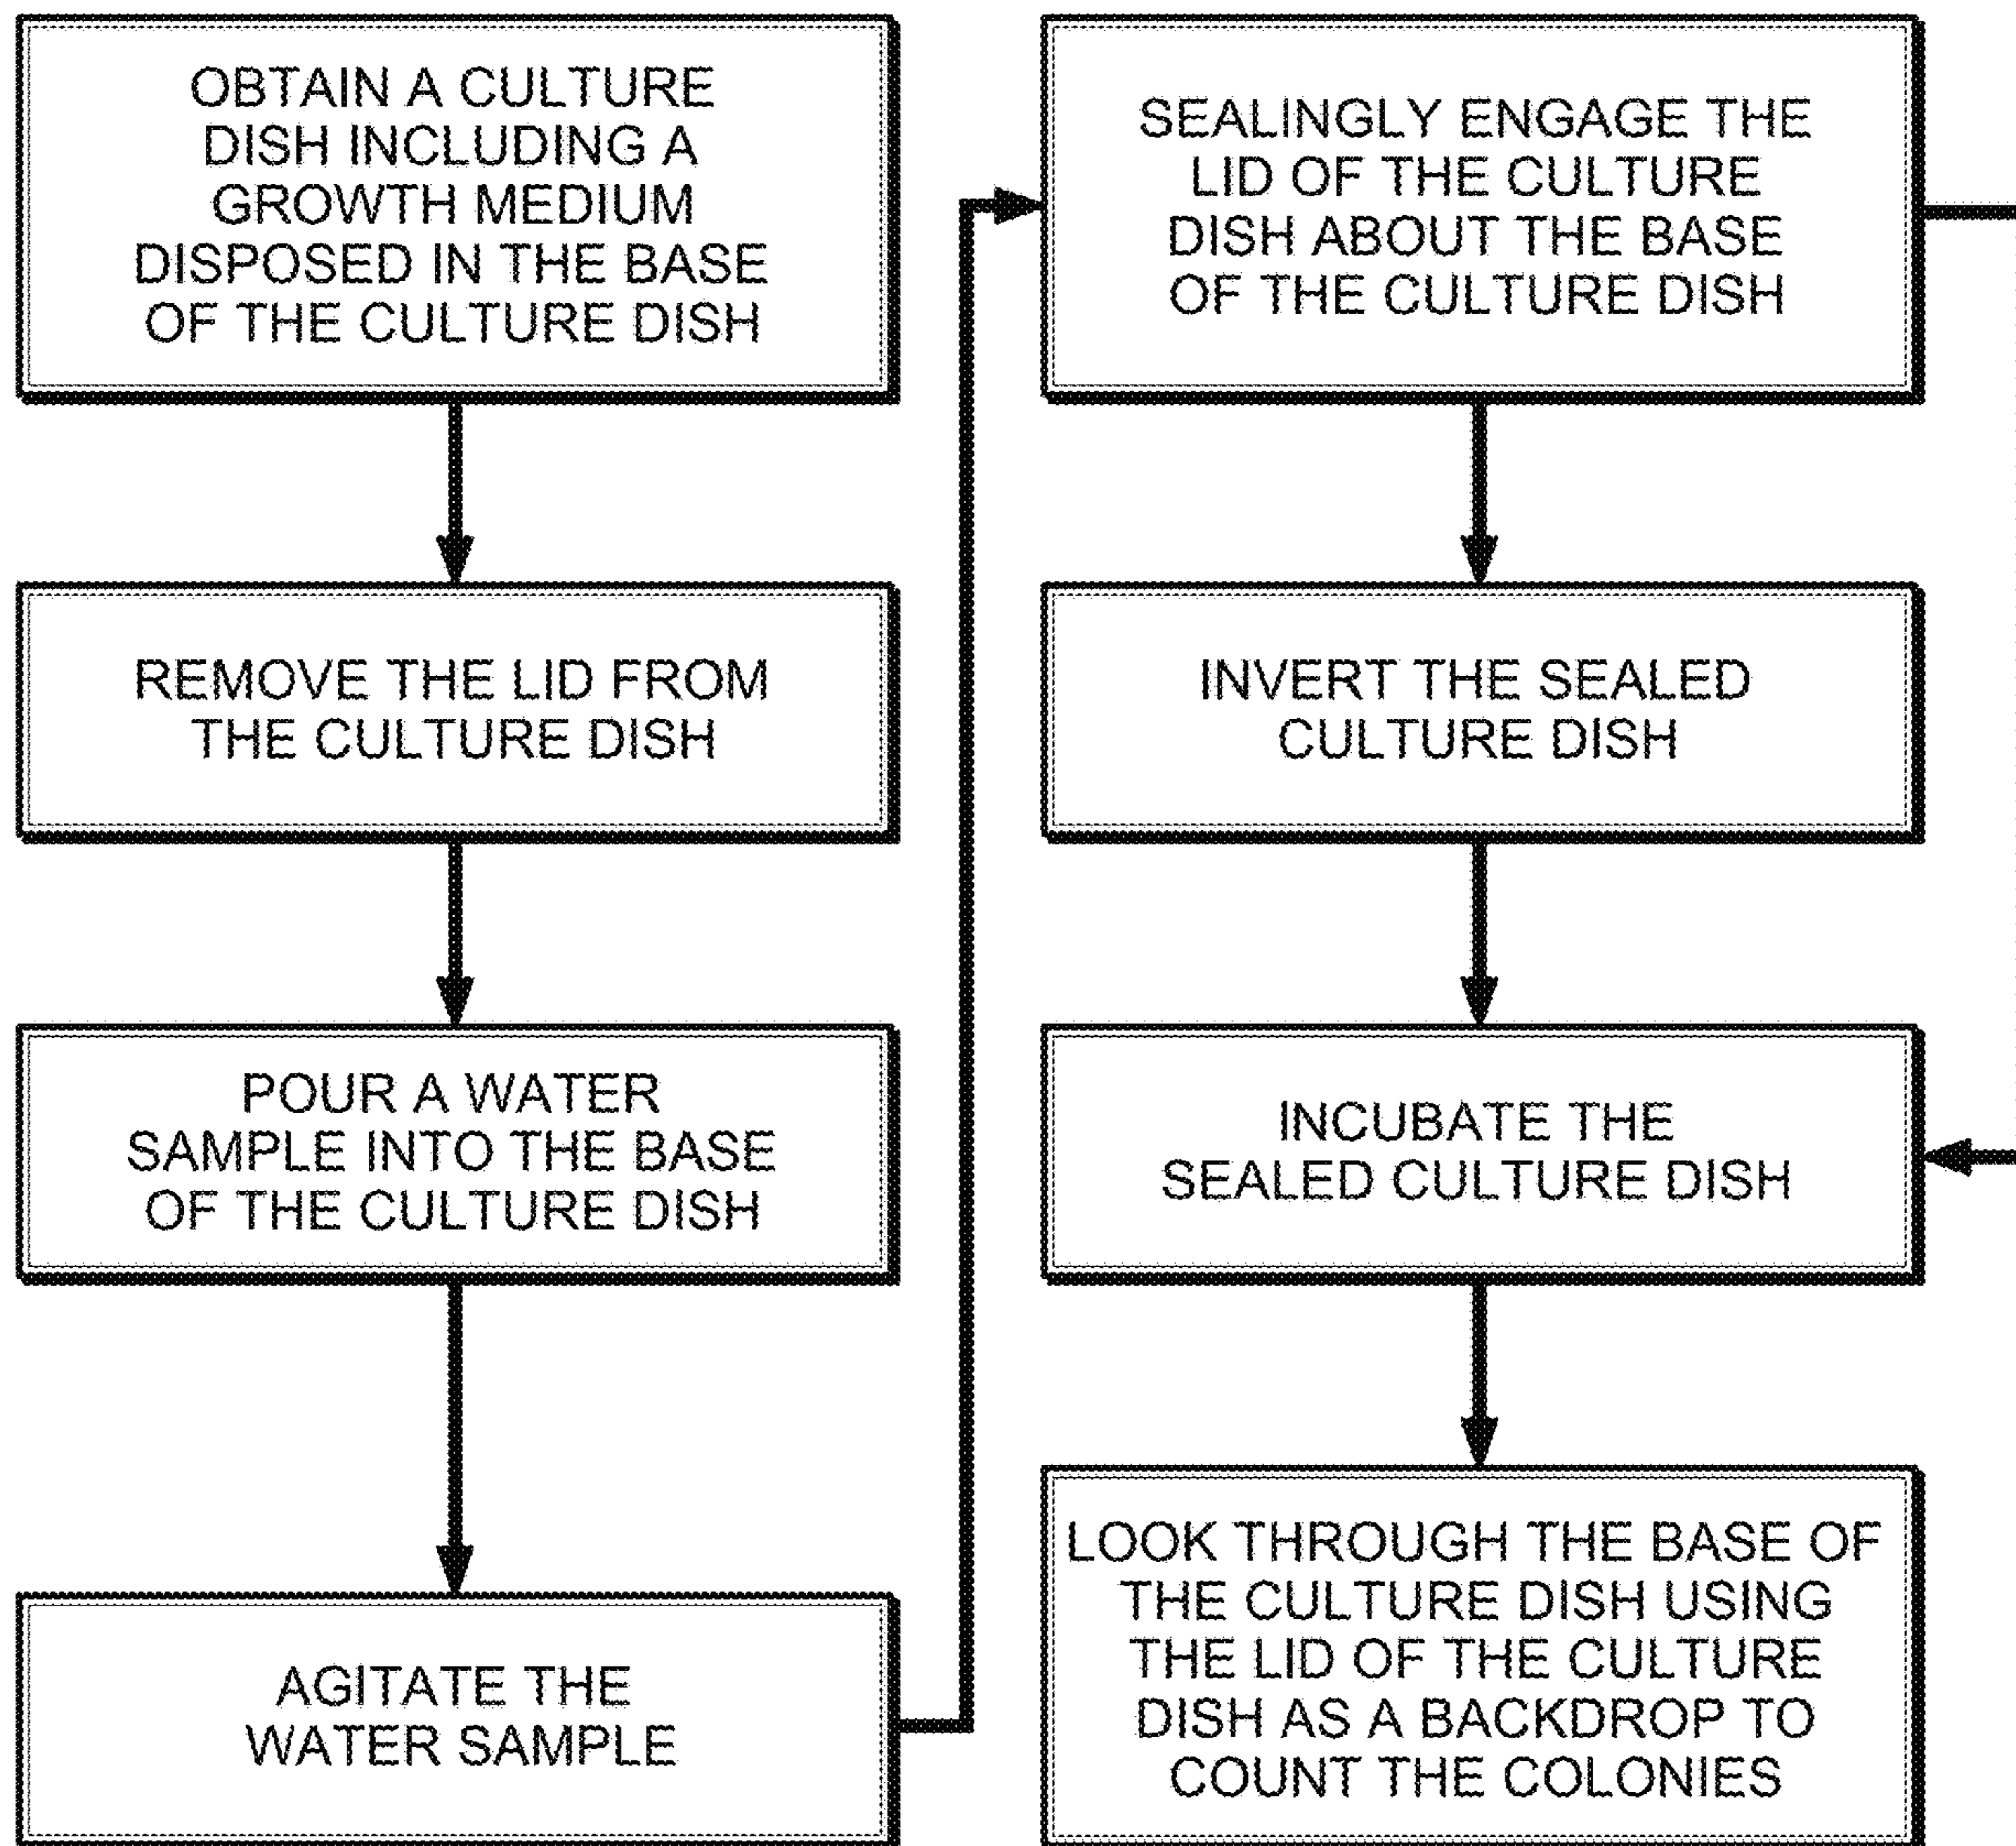 OBTAIN A CULTURE
DISH INCLUDING A
GROWTH MEDIUM
DISPOSED IN THE BASE
OF THE CULTURE DISH
REMOVE THE LID FROM
THE CULTURE DISH
POUR A WATER
SAMPLE INTO THE BASE
OF THE CULTURE DISH
AGITATE THE
WATER SAMPLE
SEALINGLY ENGAGE THE
LID OF THE CULTURE
DISH ABOUT THE BASE
OF THE CULTURE DISH
INVERT THE SEALED
CULTURE DISH
INCUBATE THE
SEALED CULTURE DISH
LOOK THROUGH THE BASE OF
THE CULTURE DISH USING
THE LID OF THE CULTURE
DISH AS A BACKDROP TO
COUNT THE COLONIES